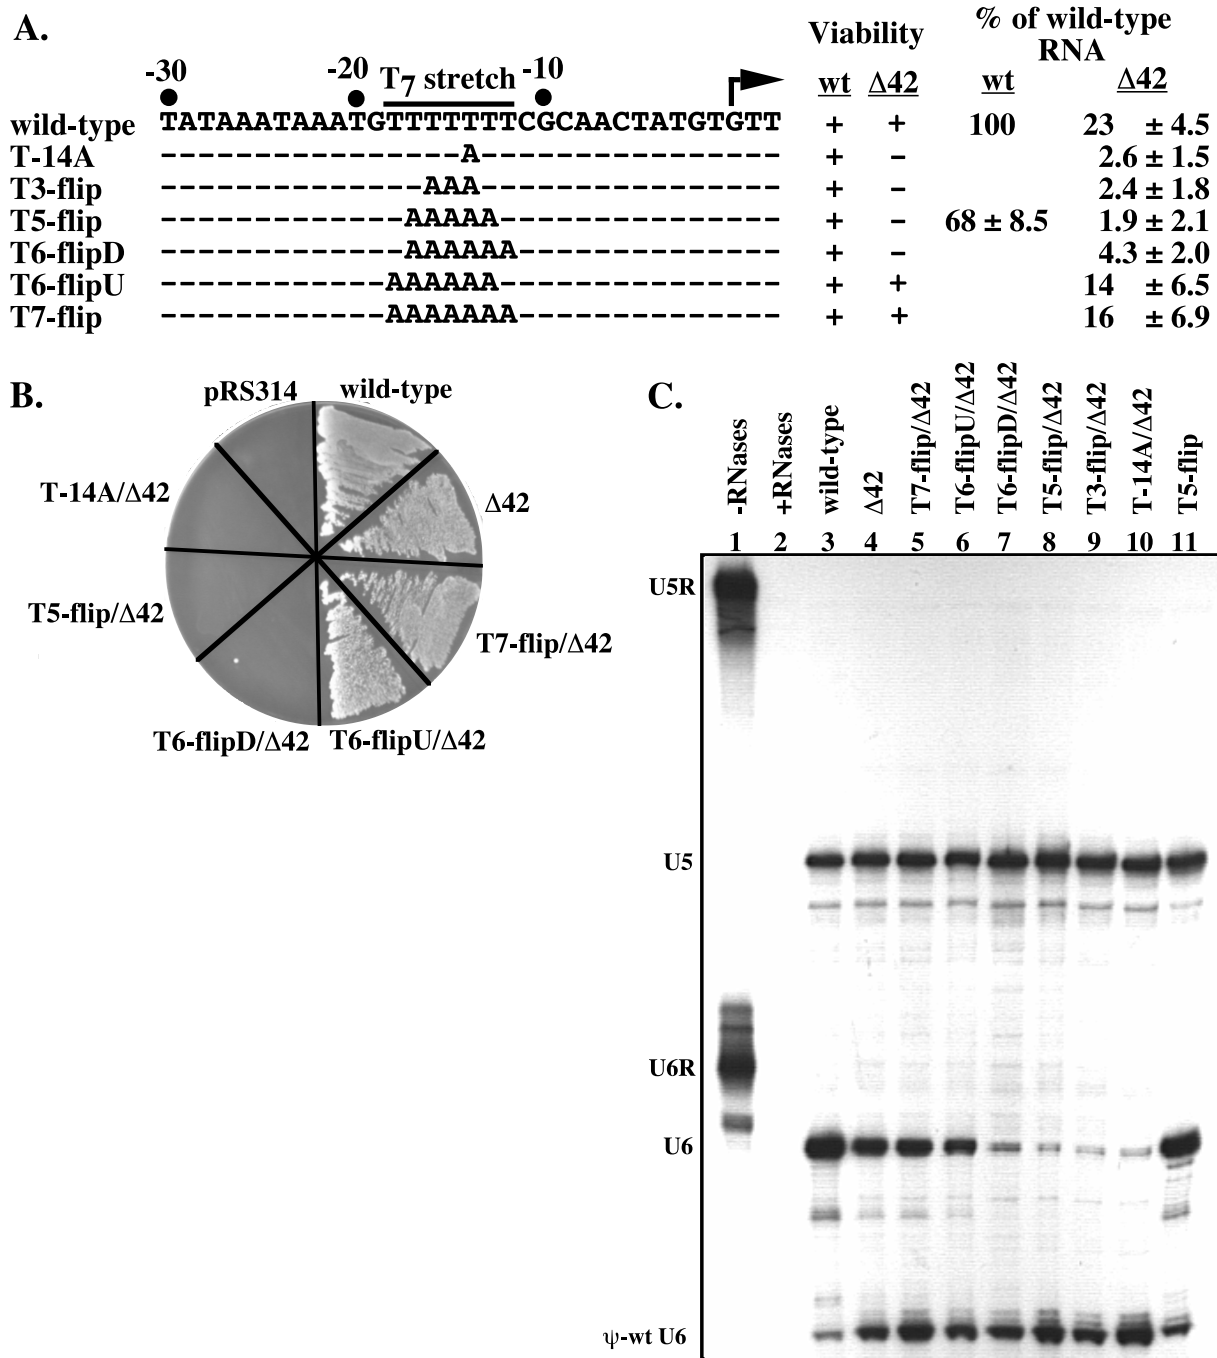 A.
Viability
% of wild-type RNA
-30 -20 T7 stretch -10
wt Δ42 wt Δ42
wild-type TATAAATAAATGTTTTTTTCGCAACTATGTGTT + + 100 23 ± 4.5
T-14A ----------------A---------------- + – 2.6 ± 1.5
T3-flip --------------AAA---------------- + – 2.4 ± 1.8
T5-flip -------------AAAAA--------------- + – 68 ± 8.5 1.9 ± 2.1
T6-flipD -------------AAAAAA-------------- + – 4.3 ± 2.0
T6-flipU ------------AAAAAA--------------- + + 14 ± 6.5
T7-flip ------------AAAAAAA-------------- + + 16 ± 6.9
B.
pRS314 wild-type
T-14A/Δ42 Δ42
T5-flip/Δ42 T7-flip/Δ42
T6-flipD/Δ42 T6-flipU/Δ42
C.
-RNases
+RNases
wild-type
Δ42
T7-flip/Δ42
T6-flipU/Δ42
T6-flipD/Δ42
T5-flip/Δ42
T3-flip/Δ42
T-14A/Δ42
T5-flip
1 2 3 4 5 6 7 8 9 10 11
U5R
U5
U6R
U6
ψ-wt U6